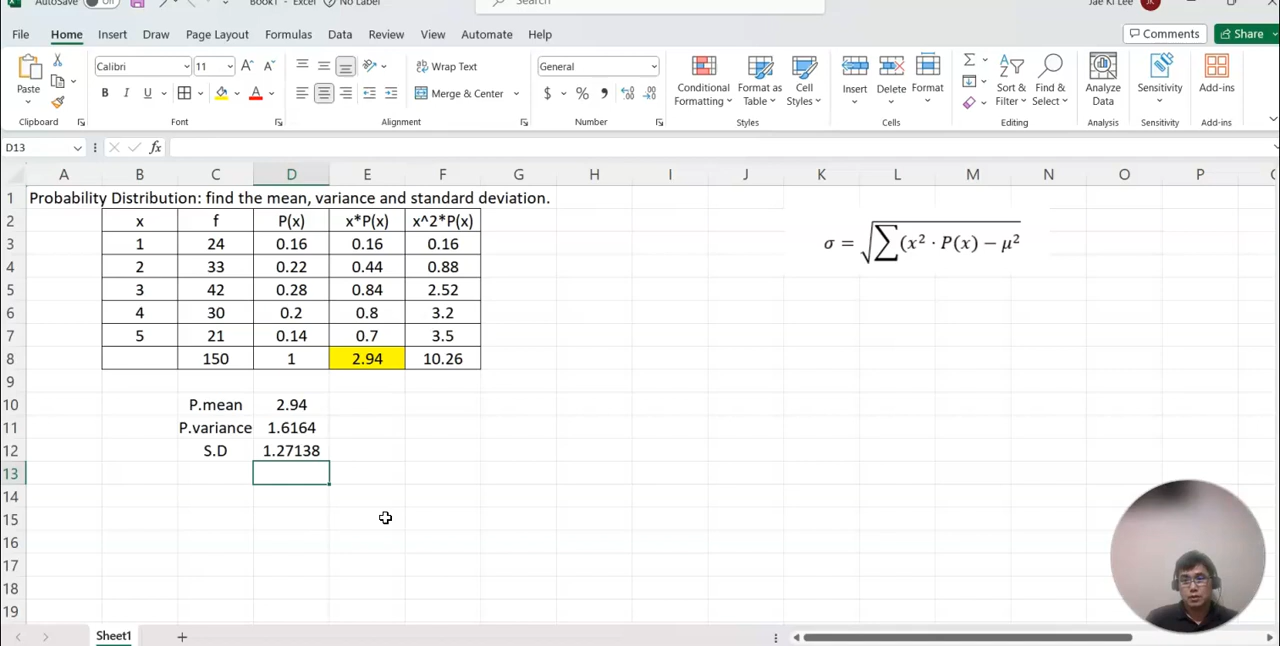 AutoSave Off Book1 - Excel No Label Search Jae Ki Lee
File Home Insert Draw Page Layout Formulas Data Review View Automate Help Comments Share
Paste Calibri 11 A A Wrap Text General Conditional Formatting Format as Table Cell Styles Insert Delete Format Sort & Filter Find & Select Analyze Data Sensitivity Add-ins
B I U A Merge & Center $ % 9
Clipboard Font Alignment Number Styles Cells Editing Analysis Sensitivity Add-ins
D13 fx
A B C D E F G H I J K L M N O P
1 Probability Distribution: find the mean, variance and standard deviation.
2 x f P(x) x*P(x) x^2*P(x)
3 1 24 0.16 0.16 0.16
σ = √∑(x² · P(x) − μ²
4 2 33 0.22 0.44 0.88
5 3 42 0.28 0.84 2.52
6 4 30 0.2 0.8 3.2
7 5 21 0.14 0.7 3.5
8 150 1 2.94 10.26
9
10 P.mean 2.94
11 P.variance 1.6164
12 S.D 1.27138
13
14
15
16
17
18
19
Sheet1